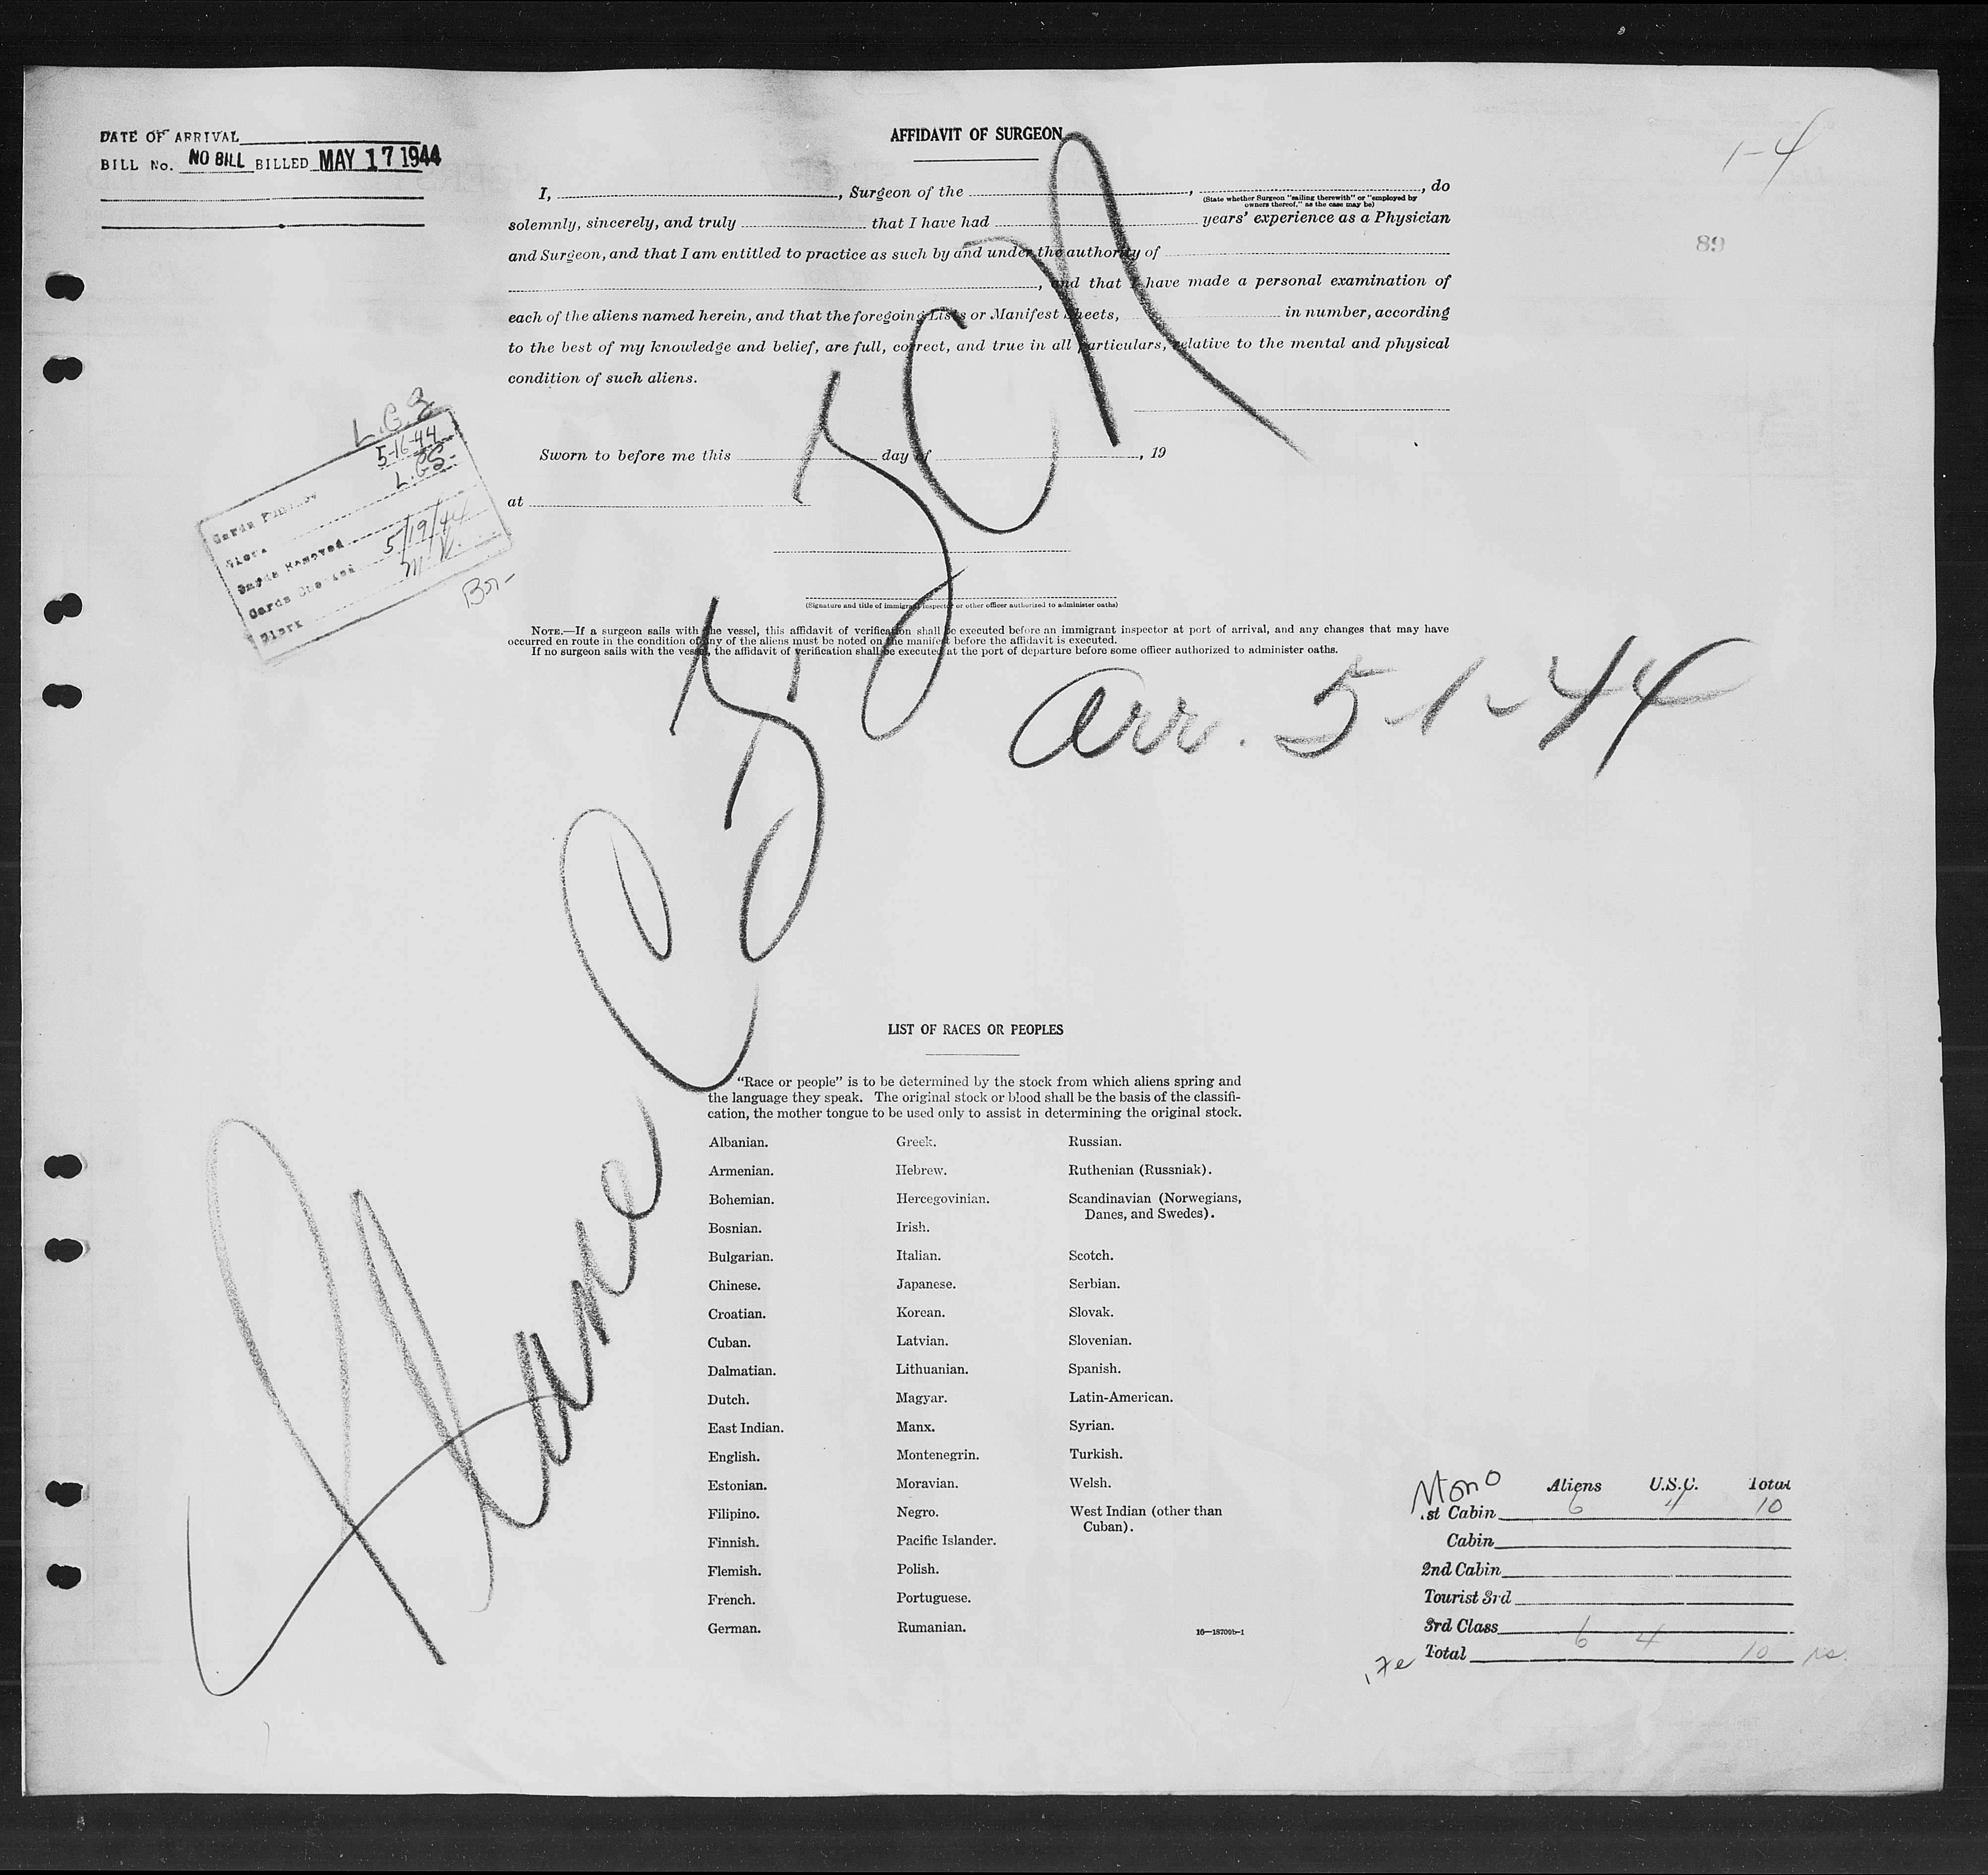 DATE OF ARRIVAL
BILL No. NO BILL BILLED MAY 17 1944
1-4
89
AFFIDAVIT OF SURGEON
I, , Surgeon of the , , do
(State whether Surgeon "sailing therewith" or "employed by owners thereof," as the case may be)
solemnly, sincerely, and truly that I have had years' experience as a Physician
and Surgeon, and that I am entitled to practice as such by and under the authority of
, and that I have made a personal examination of
each of the aliens named herein, and that the foregoing Lists or Manifest Sheets, in number, according
to the best of my knowledge and belief, are full, correct, and true in all particulars, relative to the mental and physical
condition of such aliens.
Sworn to before me this day of , 19
at
(Signature and title of immigrant inspector or other officer authorized to administer oaths)
NOTE.—If a surgeon sails with the vessel, this affidavit of verification shall be executed before an immigrant inspector at port of arrival, and any changes that may have
occurred en route in the condition of any of the aliens must be noted on the manifest before the affidavit is executed.
If no surgeon sails with the vessel, the affidavit of verification shall be executed at the port of departure before some officer authorized to administer oaths.
5-16-44
Clerk
Cards Removed
Cards Checked 5/19/44
Clerk M.V.
Plane
Arr. 5-1-44
LIST OF RACES OR PEOPLES
"Race or people" is to be determined by the stock from which aliens spring and
the language they speak. The original stock or blood shall be the basis of the classifi-
cation, the mother tongue to be used only to assist in determining the original stock.
Albanian.
Armenian.
Bohemian.
Bosnian.
Bulgarian.
Chinese.
Croatian.
Cuban.
Dalmatian.
Dutch.
East Indian.
English.
Estonian.
Filipino.
Finnish.
Flemish.
French.
German.
Greek.
Hebrew.
Hercegovinian.
Irish.
Italian.
Japanese.
Korean.
Latvian.
Lithuanian.
Magyar.
Manx.
Montenegrin.
Moravian.
Negro.
Pacific Islander.
Polish.
Portuguese.
Rumanian.
Russian.
Ruthenian (Russniak).
Scandinavian (Norwegians,
Danes, and Swedes).
Scotch.
Serbian.
Slovak.
Slovenian.
Spanish.
Latin-American.
Syrian.
Turkish.
Welsh.
West Indian (other than
Cuban).
16—18709b-1
Aliens U.S.C. Total
1st Cabin 6 4 10
Cabin
2nd Cabin
Tourist 3rd
3rd Class
Total 6 4 10